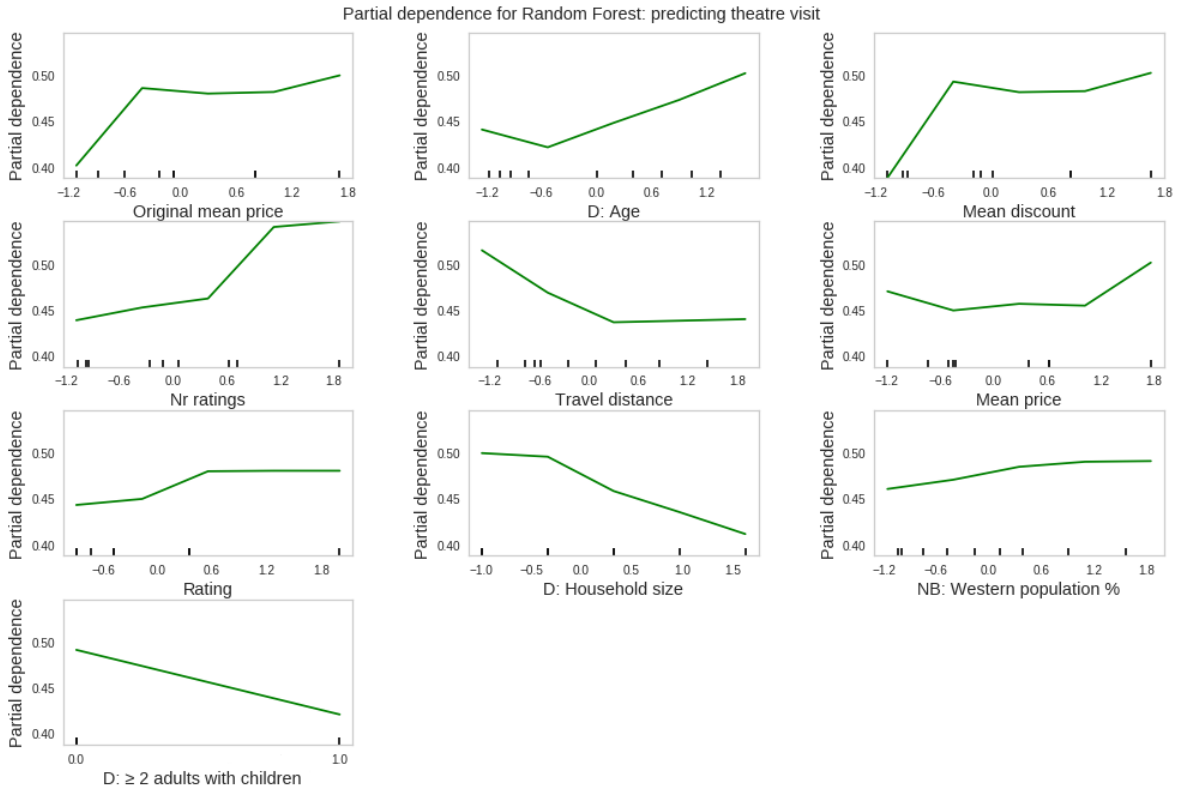 Partial dependence for Random Forest: predicting theatre visit
Partial dependence
0.50
0.45
0.40
−1.2 −0.6 0.0 0.6 1.2 1.8
Original mean price
Partial dependence
0.50
0.45
0.40
−1.2 −0.6 0.0 0.6 1.2
D: Age
Partial dependence
0.50
0.45
0.40
−1.2 −0.6 0.0 0.6 1.2 1.8
Mean discount
Partial dependence
0.50
0.45
0.40
−1.2 −0.6 0.0 0.6 1.2 1.8
Nr ratings
Partial dependence
0.50
0.45
0.40
−1.2 −0.6 0.0 0.6 1.2 1.8
Travel distance
Partial dependence
0.50
0.45
0.40
−1.2 −0.6 0.0 0.6 1.2 1.8
Mean price
Partial dependence
0.50
0.45
0.40
−0.6 0.0 0.6 1.2 1.8
Rating
Partial dependence
0.50
0.45
0.40
−1.0 −0.5 0.0 0.5 1.0 1.5
D: Household size
Partial dependence
0.50
0.45
0.40
−1.2 −0.6 0.0 0.6 1.2 1.8
NB: Western population %
Partial dependence
0.50
0.45
0.40
0.0 1.0
D: ≥ 2 adults with children